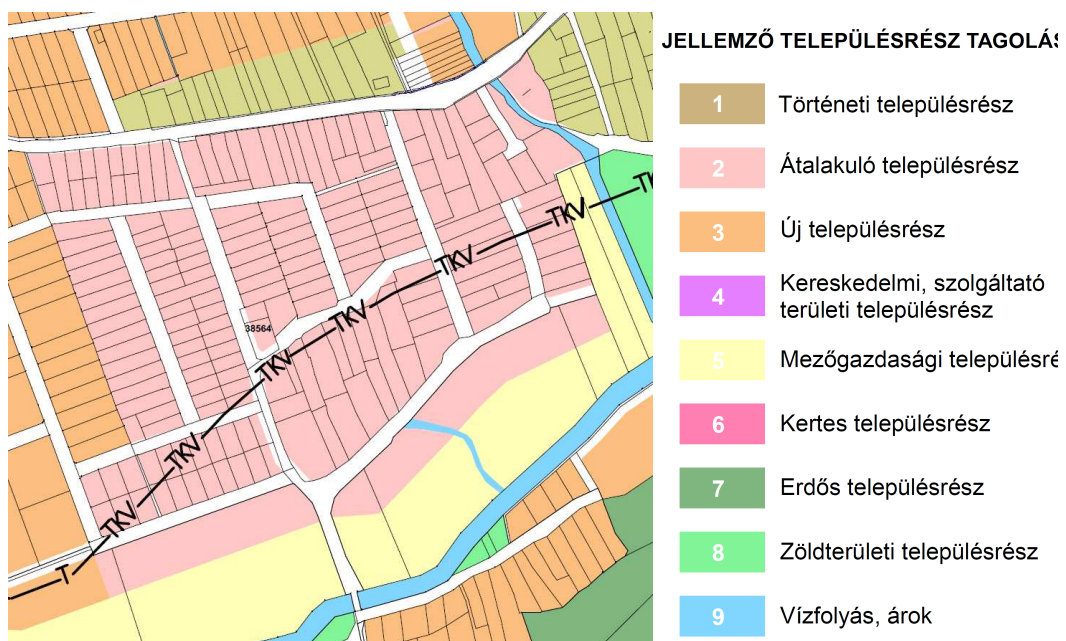 JELLEMZŐ TELEPÜLÉSRÉSZ TAGOLÁS
1 Történeti településrész
2 Átalakuló településrész
3 Új településrész
4 Kereskedelmi, szolgáltató
területi településrész
5 Mezőgazdasági településré
6 Kertes településrész
7 Erdős településrész
8 Zöldterületi településrész
9 Vízfolyás, árok
TK
TKV
TKV
TKV
38564
TKV
TKV
TKV
T